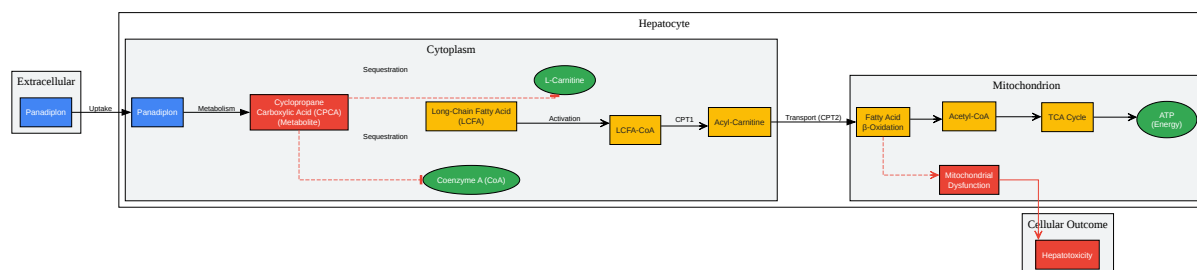 Hepatocyte
Cytoplasm
Extracellular
Panadiplon
Uptake
Panadiplon
Metabolism
Cyclopropane
Carboxylic Acid (CPCA)
(Metabolite)
Sequestration
L-Carnitine
Sequestration
Coenzyme A (CoA)
Long-Chain Fatty Acid
(LCFA)
Activation
LCFA-CoA
CPT1
Acyl-Carnitine
Transport (CPT2)
Mitochondrion
Fatty Acid
β-Oxidation
Acetyl-CoA
TCA Cycle
ATP
(Energy)
Mitochondrial
Dysfunction
Cellular Outcome
Hepatotoxicity